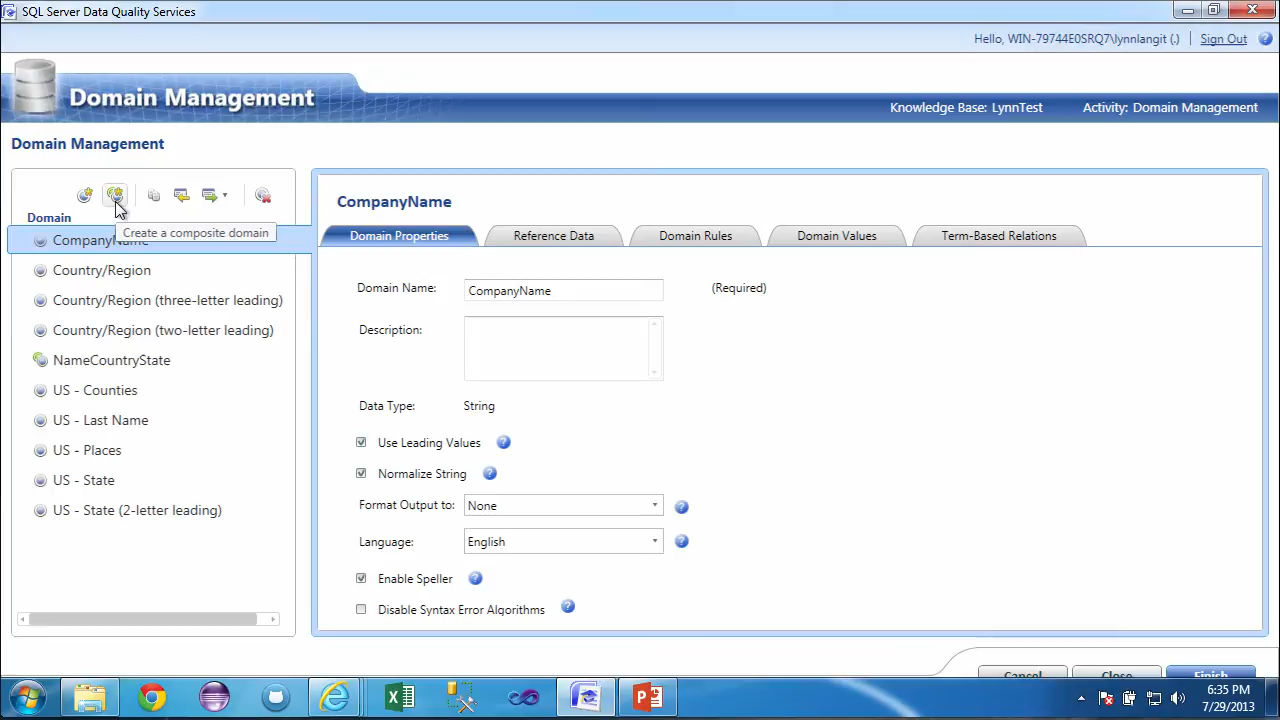 SQL Server Data Quality Services
Hello, WIN-79744E0SRQ7\lynnlangit (.) Sign Out
Domain Management
Knowledge Base: LynnTest Activity: Domain Management
Domain Management
Domain
Create a composite domain
CompanyName
Country/Region
Country/Region (three-letter leading)
Country/Region (two-letter leading)
NameCountryState
US - Counties
US - Last Name
US - Places
US - State
US - State (2-letter leading)
CompanyName
Domain Properties Reference Data Domain Rules Domain Values Term-Based Relations
Domain Name: CompanyName (Required)
Description:
Data Type: String
Use Leading Values
Normalize String
Format Output to: None
Language: English
Enable Speller
Disable Syntax Error Algorithms
Cancel Close Finish
6:35 PM
7/29/2013